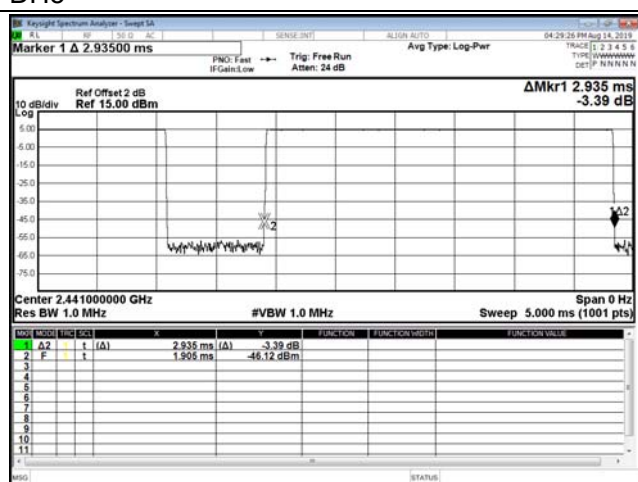 Keysight Spectrum Analyzer - Swept SA
RL RF 50 Ω AC SENSE:INT ALIGN AUTO 04:29:26 PM Aug 14, 2019
Marker 1 Δ 2.93500 ms
PNO: Fast
IFGain:Low
Trig: Free Run
Atten: 24 dB
Avg Type: Log-Pwr
TRACE 1 2 3 4 5 6
TYPE
DET P N N N N N
Ref Offset 2 dB
10 dB/div Ref 15.00 dBm
ΔMkr1 2.935 ms
-3.39 dB
Log
5.00
-5.00
-15.0
-25.0
-35.0
-45.0
-55.0
-65.0
-75.0
2
1Δ2
Center 2.441000000 GHz Span 0 Hz
Res BW 1.0 MHz #VBW 1.0 MHz Sweep 5.000 ms (1001 pts)
MKR MODE TRC SCL X Y FUNCTION FUNCTION WIDTH FUNCTION VALUE
1 Δ2 1 t (Δ) 2.935 ms (Δ) -3.39 dB
2 F 1 t 1.905 ms -46.12 dBm
3
4
5
6
7
8
9
10
11
MSG STATUS